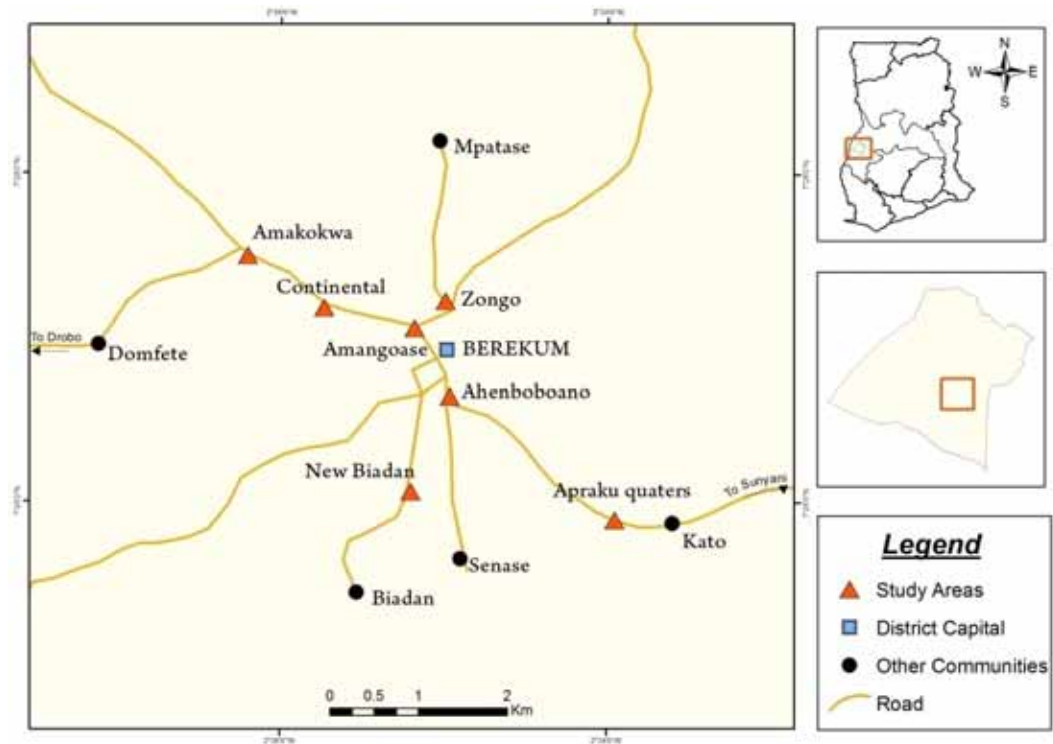 N
W E
S
Mpatase
Amakokwa
Continental
Zongo
To Drobo
Domfete
Amangoase
BEREKUM
Ahenboboano
New Biadan
Apraku quaters
To Sunyani
Kato
Senase
Biadan
0 0.5 1 2
Km
Legend
Study Areas
District Capital
Other Communities
Road